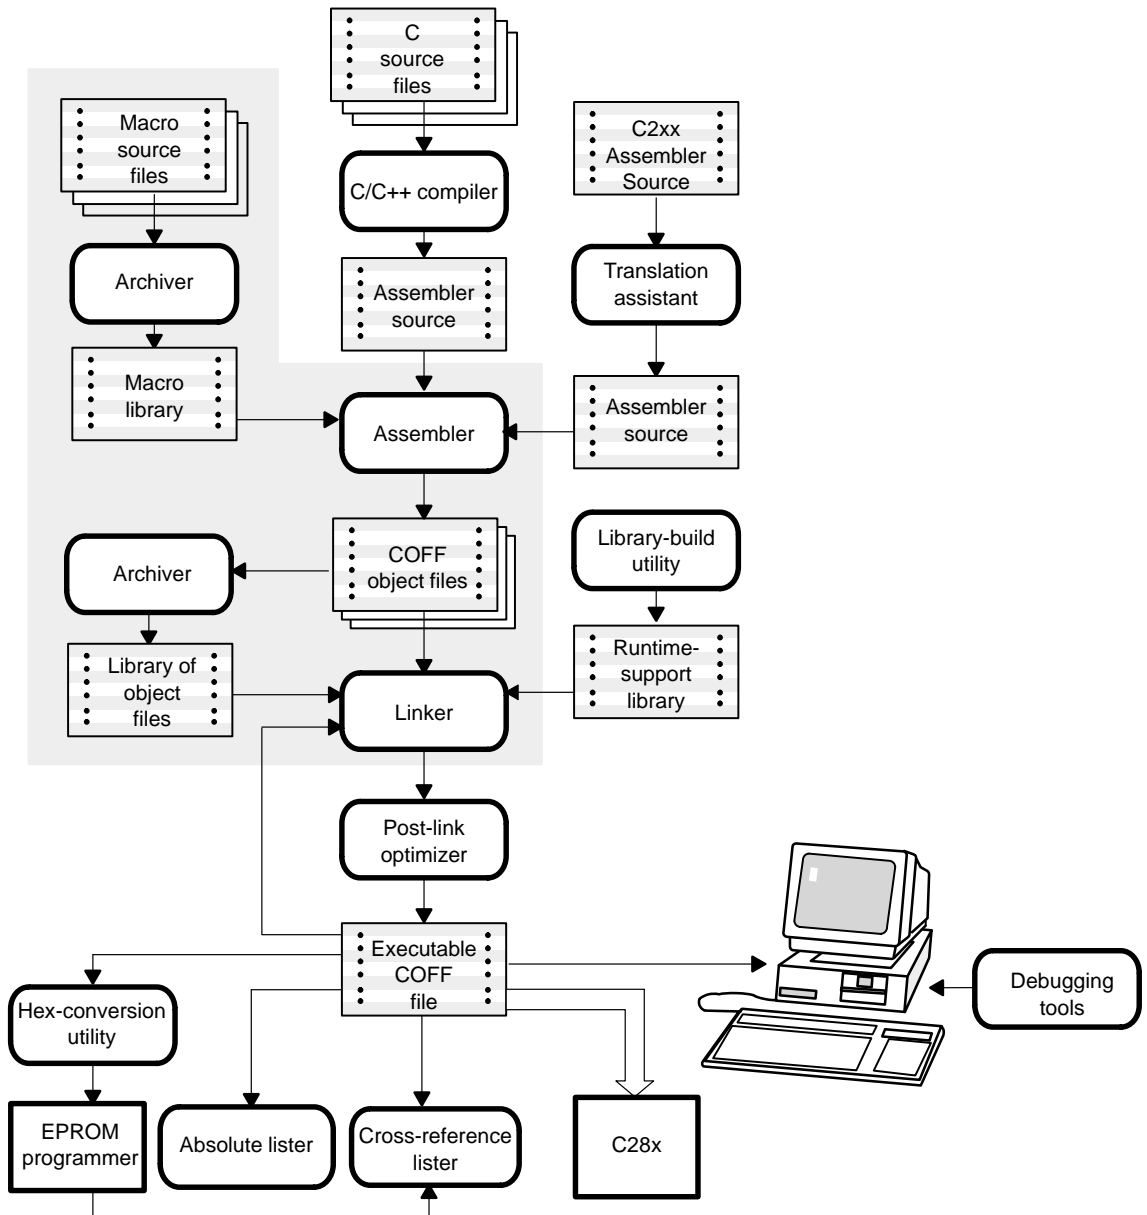 C
source
files
Macro
source
files
C2xx
Assembler
Source
C/C++ compiler
Archiver
Translation
assistant
Assembler
source
Macro
library
Assembler
Assembler
source
Archiver
COFF
object files
Library-build
utility
Library of
object
files
Linker
Runtime-
support
library
Post-link
optimizer
Executable
COFF
file
Debugging
tools
Hex-conversion
utility
EPROM
programmer
Absolute lister
Cross-reference
lister
C28x